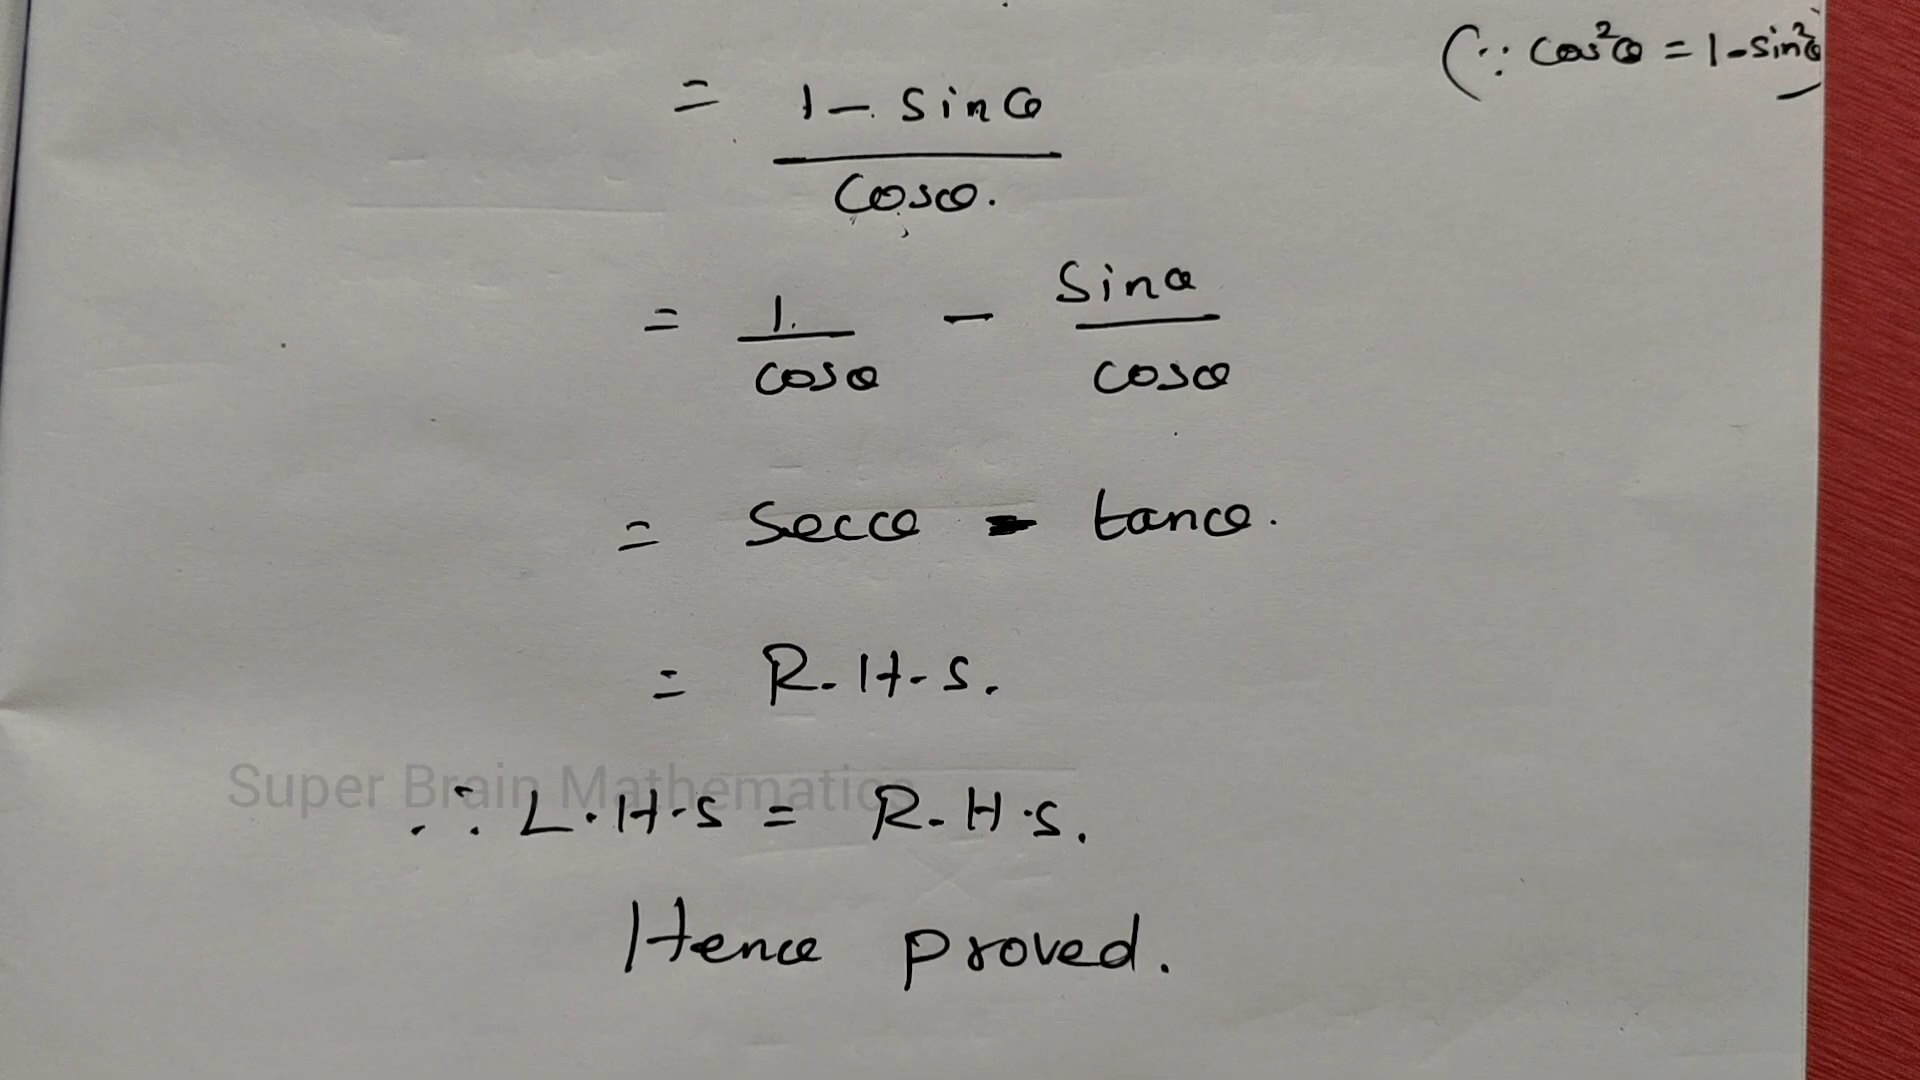 (∵ cos²θ = 1 - sin²θ)
= 1 - sinθ / cosθ.
= 1/cosθ - sinθ/cosθ
= secθ - tanθ.
= R.H.S.
Super Brain Mathematics
∴ L.H.S = R.H.S.
Hence proved.